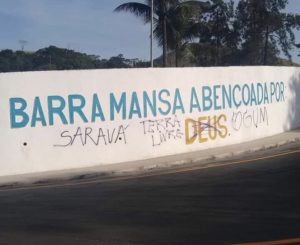 BARRA MANSA ABENÇOADA POR
SARAVÁ TERRA LIVRE DEUS. OGUM